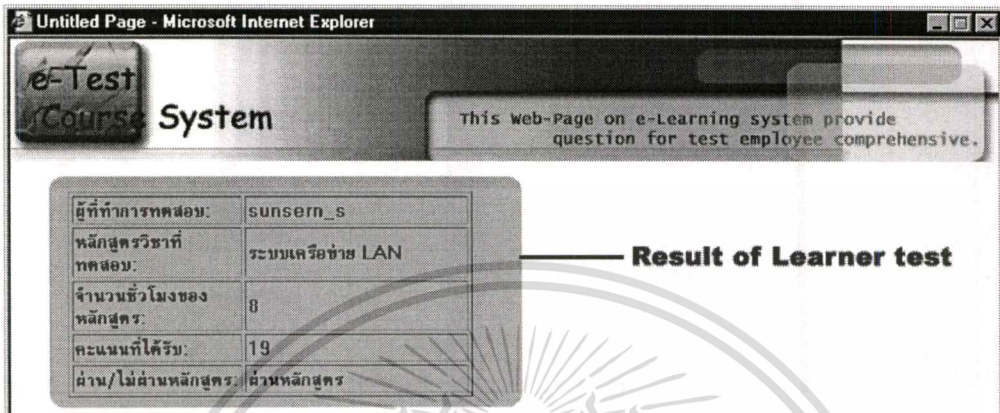 Untitled Page - Microsoft Internet Explorer
e-Test
Course System
This Web-Page on e-Learning system provide
question for test employee comprehensive.
ผู้ที่ทำการทดสอบ: sunsern_s
หลักสูตรวิชาที่
ทดสอบ: ระบบเครือข่าย LAN
จำนวนชั่วโมงของ
หลักสูตร: 8
คะแนนที่ได้รับ: 19
ผ่าน/ไม่ผ่านหลักสูตร: ผ่านหลักสูตร
Result of Learner test